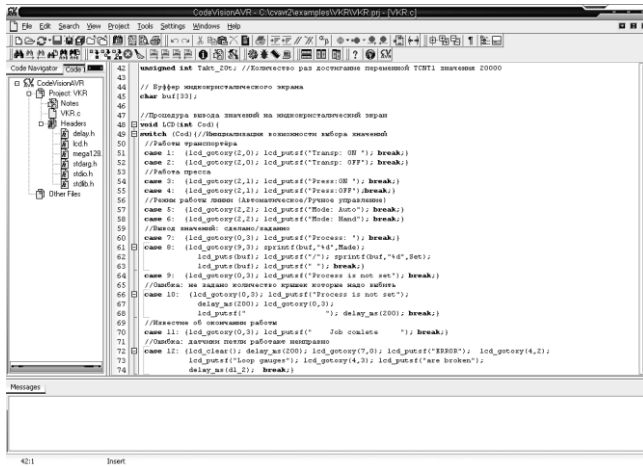 CodeVisionAVR - C:\cvavr2\examples\VKR\VKR.prj - [VKR.c]
File Edit Search View Project Tools Settings Windows Help
Code Navigator Code
CodeVisionAVR
Project: VKR
Notes
VKR.c
Headers
delay.h
lcd.h
mega128.
stdarg.h
stdio.h
stdlib.h
Other Files
42 unsigned int Takt_20t; //Количество раз достигание переменной TCNT1 значения 20000
43
44 // Буффер жидкокристалического экрана
45 char buf[33];
46
47 //Процедура вывода значений на жидкокристалический экран
48 void LCD(int Cod){
49 switch (Cod){//Инициализация возможности выбора значений
50 //Работы транспортёра
51 case 1: {lcd_gotoxy(2,0); lcd_putsf("Transp: ON "); break;}
52 case 2: {lcd_gotoxy(2,0); lcd_putsf("Transp: OFF"); break;}
53 //Работа пресса
54 case 3: {lcd_gotoxy(2,1); lcd_putsf("Press:ON "); break;}
55 case 4: {lcd_gotoxy(2,1); lcd_putsf("Press:OFF");break;}
56 //Режим работы линии (Автоматическое/Ручное управление)
57 case 5: {lcd_gotoxy(2,2); lcd_putsf("Mode: Auto"); break;}
58 case 6: {lcd_gotoxy(2,2); lcd_putsf("Mode: Hand"); break;}
59 //Вывод значений: сделано/задано
60 case 7: {lcd_gotoxy(0,3); lcd_putsf("Process: "); break;}
61 case 8: {lcd_gotoxy(9,3); sprintf(buf,"%d",Made);
62 lcd_puts(buf); lcd_putsf("/"); sprintf(buf,"%d",Set);
63 lcd_puts(buf); lcd_putsf(" "); break;}
64 case 9: {lcd_gotoxy(0,3); lcd_putsf("Process is not set"); break;}
65 //Ошибка: не задано количество крышек которые надо выбить
66 case 10: {lcd_gotoxy(0,3); lcd_putsf("Process is not set");
67 delay_ms(200); lcd_gotoxy(0,3);
68 lcd_putsf(" "); delay_ms(200); break;}
69 //Известие об окончании работы
70 case 11: {lcd_gotoxy(0,3); lcd_putsf(" Job comlete "); break;}
71 //Ошибка: датчики петли работают неисправно
72 case 12: {lcd_clear(); delay_ms(200); lcd_gotoxy(7,0); lcd_putsf("ERROR"); lcd_gotoxy(4,2);
73 lcd_putsf("Loop gauges"); lcd_gotoxy(4,3); lcd_putsf("are broken");
74 delay_ms(dl_2); break;}
Messages
42:1 Insert